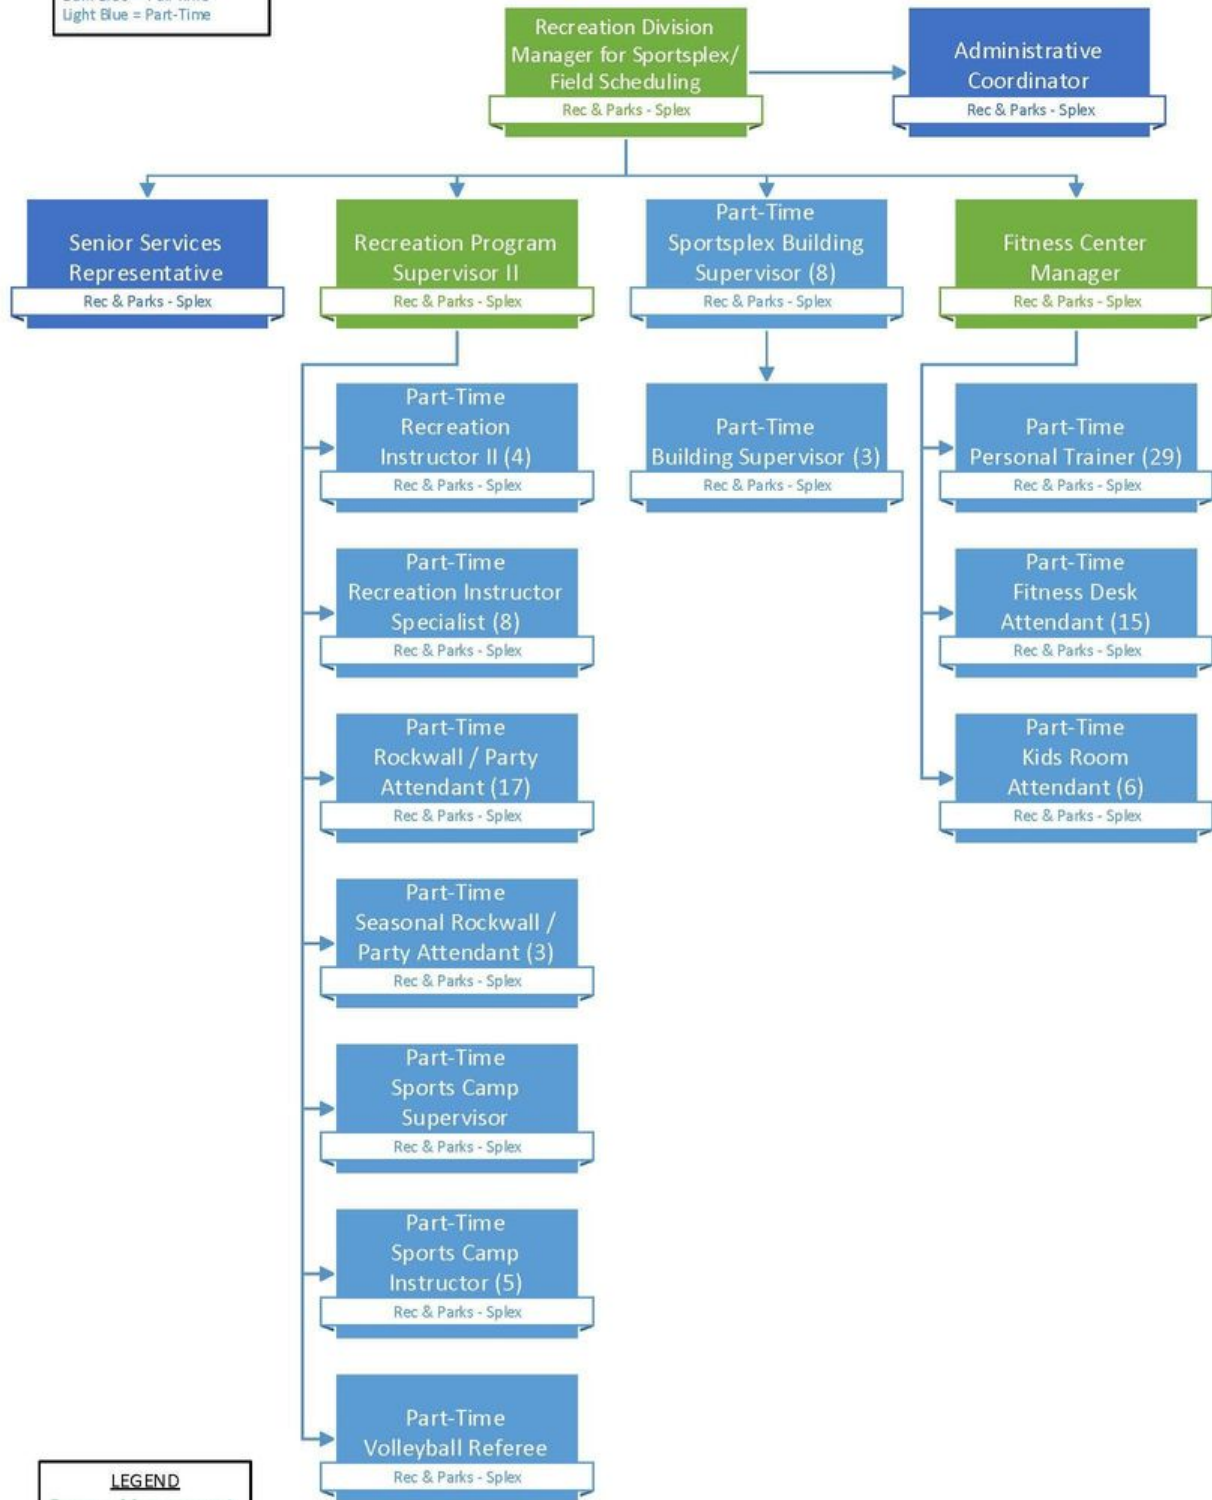 Light Blue = Part-Time
Recreation Division
Manager for Sportsplex/
Field Scheduling
Rec & Parks - Splex
Administrative
Coordinator
Rec & Parks - Splex
Senior Services
Representative
Rec & Parks - Splex
Recreation Program
Supervisor II
Rec & Parks - Splex
Part-Time
Sportsplex Building
Supervisor (8)
Rec & Parks - Splex
Fitness Center
Manager
Rec & Parks - Splex
Part-Time
Recreation
Instructor II (4)
Rec & Parks - Splex
Part-Time
Building Supervisor (3)
Rec & Parks - Splex
Part-Time
Personal Trainer (29)
Rec & Parks - Splex
Part-Time
Recreation Instructor
Specialist (8)
Rec & Parks - Splex
Part-Time
Fitness Desk
Attendant (15)
Rec & Parks - Splex
Part-Time
Rockwall / Party
Attendant (17)
Rec & Parks - Splex
Part-Time
Kids Room
Attendant (6)
Rec & Parks - Splex
Part-Time
Seasonal Rockwall /
Party Attendant (3)
Rec & Parks - Splex
Part-Time
Sports Camp
Supervisor
Rec & Parks - Splex
Part-Time
Sports Camp
Instructor (5)
Rec & Parks - Splex
Part-Time
Volleyball Referee
Rec & Parks - Splex
LEGEND